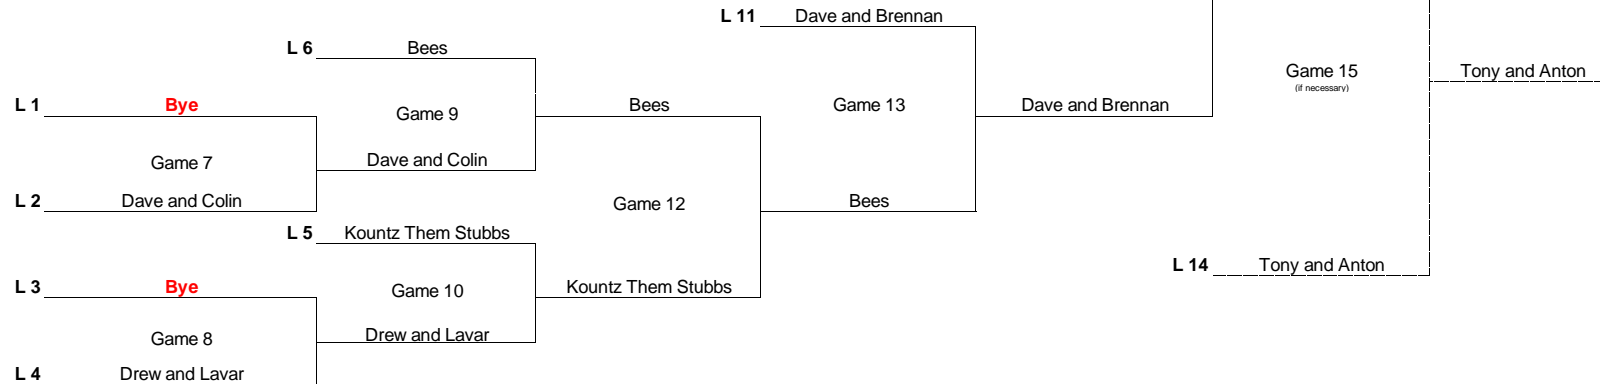 L 11 Dave and Brennan
L 6 Bees
Game 15
Tony and Anton
(if necessary)
L 1 Bye
Bees
Game 13
Dave and Brennan
Game 9
Game 7
Dave and Colin
L 2 Dave and Colin
Game 12
Bees
L 5 Kountz Them Stubbs
L 14 Tony and Anton
L 3 Bye
Game 10
Kountz Them Stubbs
Game 8
Drew and Lavar
L 4 Drew and Lavar